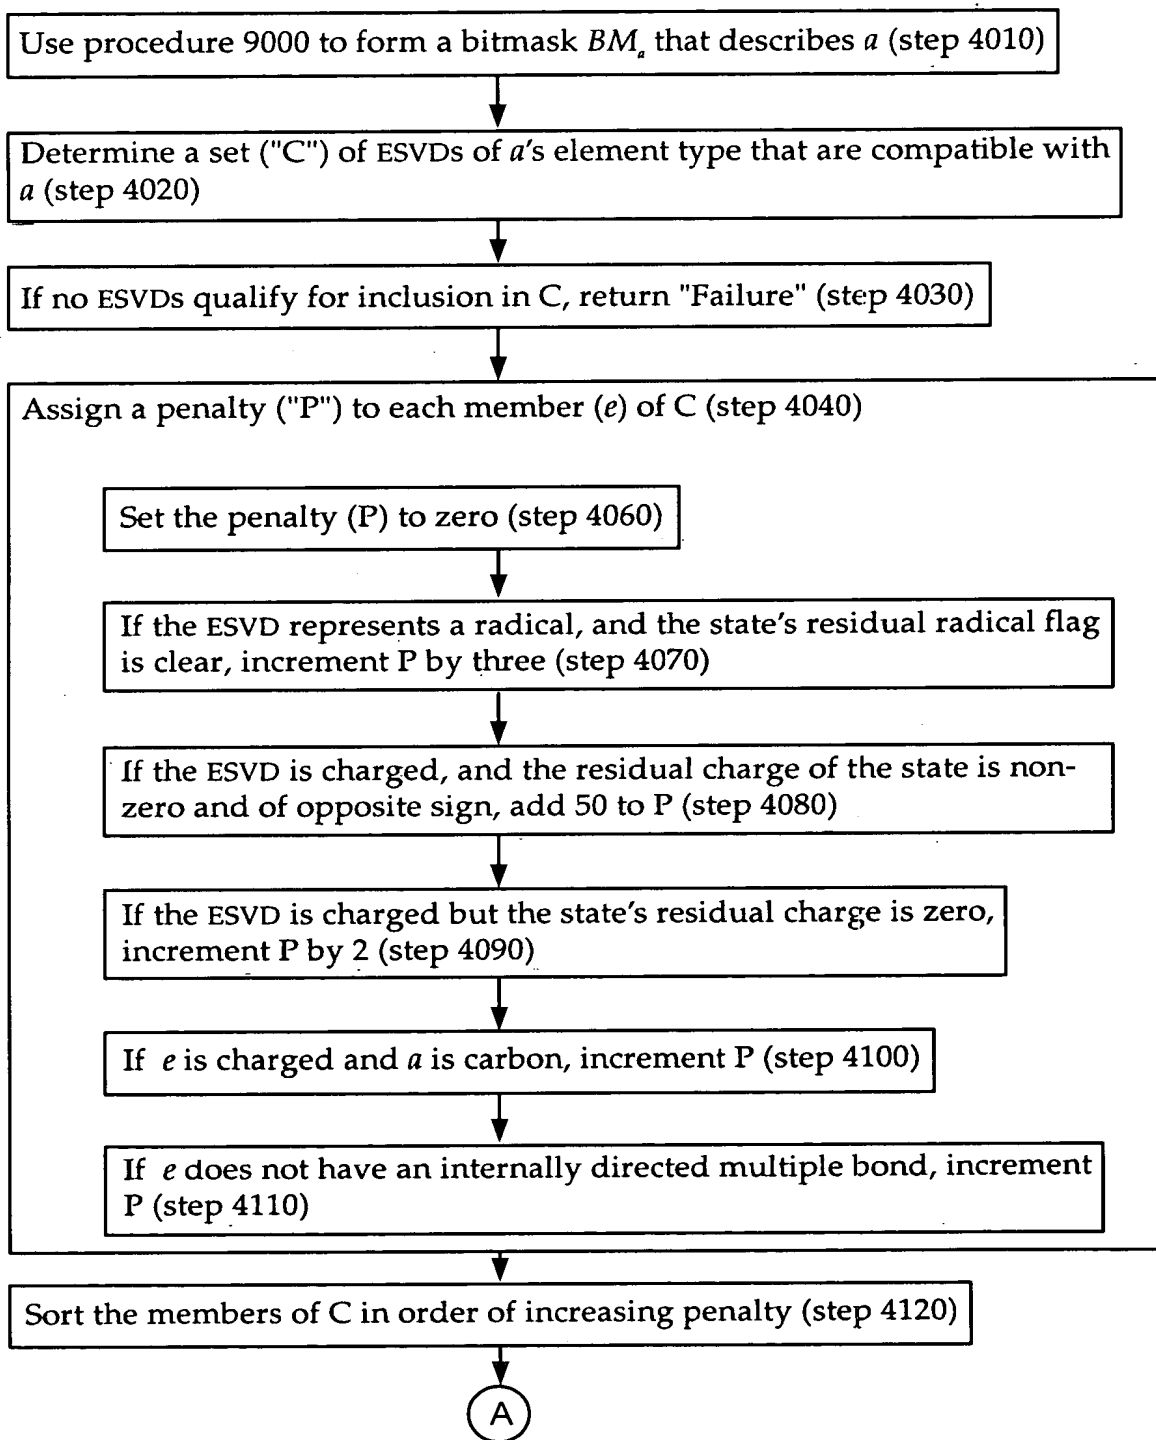 Use procedure 9000 to form a bitmask BMa that describes a (step 4010)
Determine a set ("C") of ESVDs of a's element type that are compatible with
a (step 4020)
If no ESVDs qualify for inclusion in C, return "Failure" (step 4030)
Assign a penalty ("P") to each member (e) of C (step 4040)
Set the penalty (P) to zero (step 4060)
If the ESVD represents a radical, and the state's residual radical flag
is clear, increment P by three (step 4070)
If the ESVD is charged, and the residual charge of the state is non-
zero and of opposite sign, add 50 to P (step 4080)
If the ESVD is charged but the state's residual charge is zero,
increment P by 2 (step 4090)
If e is charged and a is carbon, increment P (step 4100)
If e does not have an internally directed multiple bond, increment
P (step 4110)
Sort the members of C in order of increasing penalty (step 4120)
A